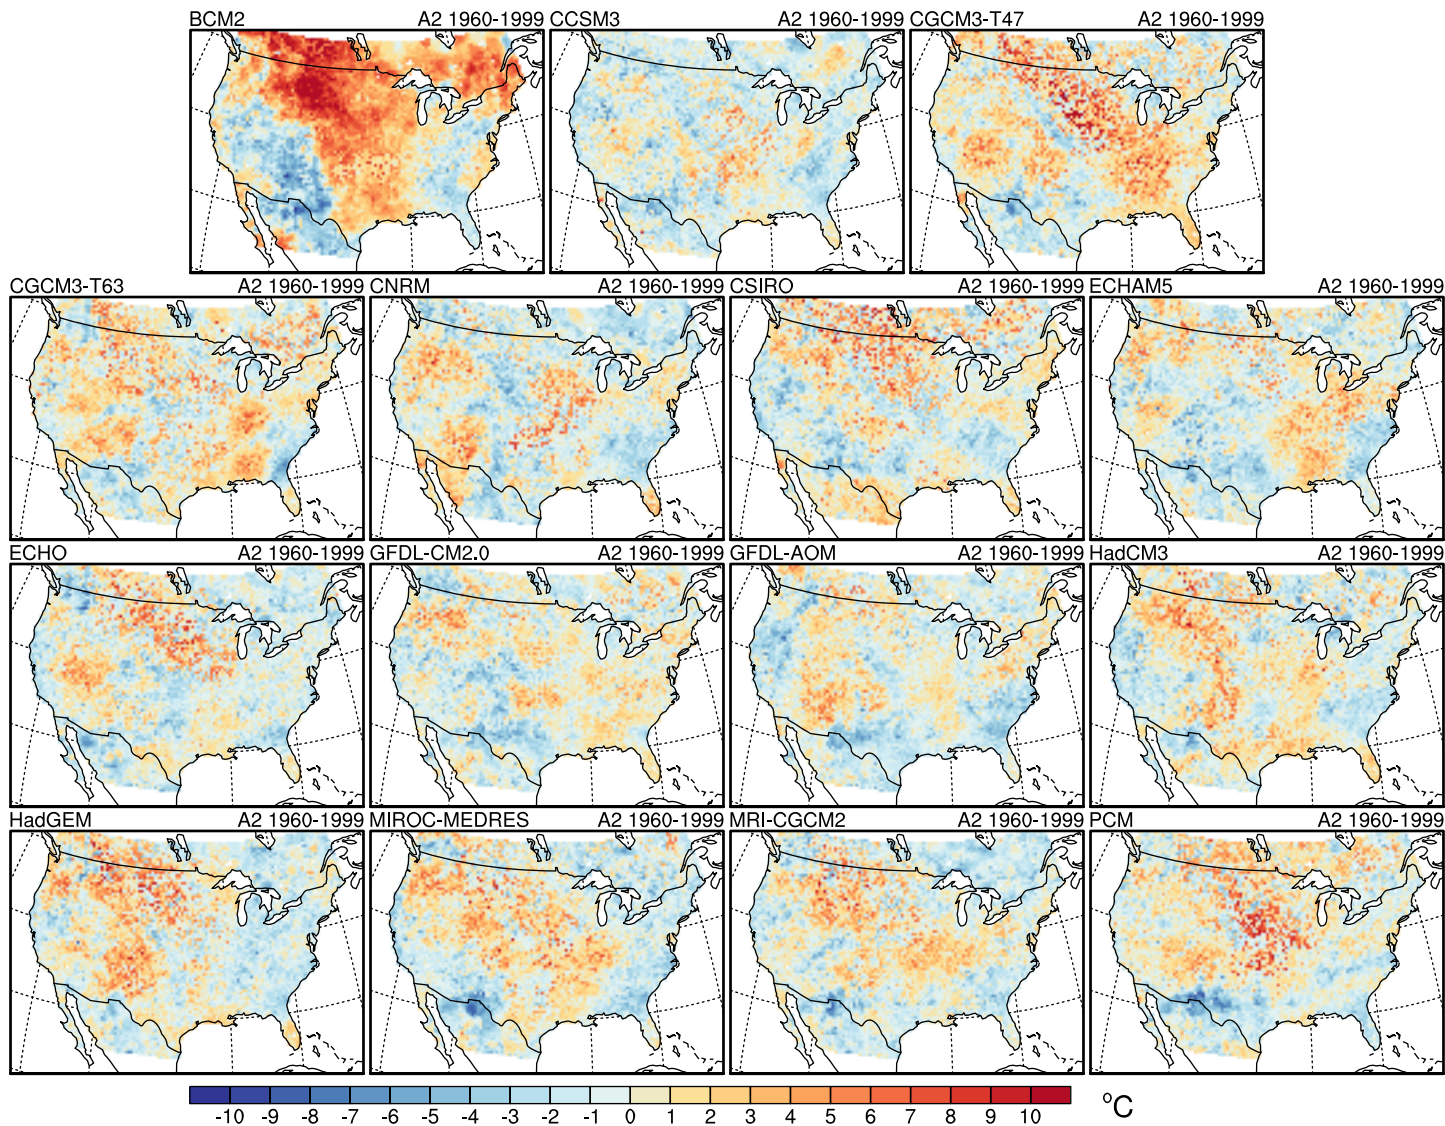 BCM2 A2 1960-1999 CCSM3 A2 1960-1999 CGCM3-T47 A2 1960-1999
CGCM3-T63 A2 1960-1999 CNRM A2 1960-1999 CSIRO A2 1960-1999 ECHAM5 A2 1960-1999
ECHO A2 1960-1999 GFDL-CM2.0 A2 1960-1999 GFDL-AOM A2 1960-1999 HadCM3 A2 1960-1999
HadGEM A2 1960-1999 MIROC-MEDRES A2 1960-1999 MRI-CGCM2 A2 1960-1999 PCM A2 1960-1999
-10 -9 -8 -7 -6 -5 -4 -3 -2 -1 0 1 2 3 4 5 6 7 8 9 10 °C